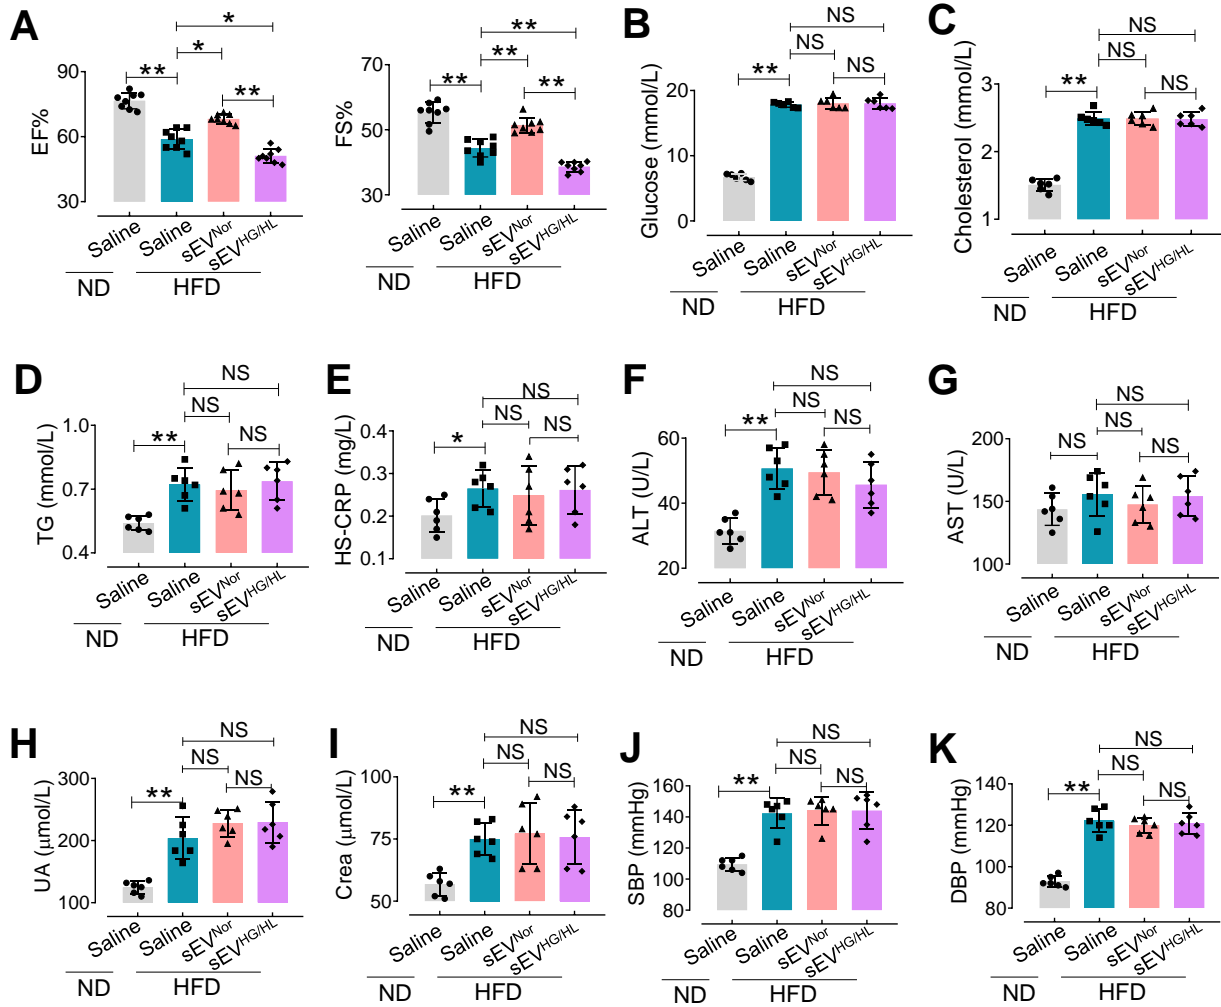 A
EF%
90
60
30
**
*
*
**
Saline
Saline
sEV^Nor
sEV^HG/HL
ND
HFD
FS%
70
50
30
**
**
**
**
Saline
Saline
sEV^Nor
sEV^HG/HL
ND
HFD
B
Glucose (mmol/L)
20
10
0
**
NS
NS
NS
Saline
Saline
sEV^Nor
sEV^HG/HL
ND
HFD
C
Cholesterol (mmol/L)
3
2
1
**
NS
NS
NS
Saline
Saline
sEV^Nor
sEV^HG/HL
ND
HFD
D
TG (mmol/L)
1.0
0.7
0.4
**
NS
NS
NS
Saline
Saline
sEV^Nor
sEV^HG/HL
ND
HFD
E
HS-CRP (mg/L)
0.4
0.3
0.2
0.1
*
NS
NS
NS
Saline
Saline
sEV^Nor
sEV^HG/HL
ND
HFD
F
ALT (U/L)
60
40
20
**
NS
NS
NS
Saline
Saline
sEV^Nor
sEV^HG/HL
ND
HFD
G
AST (U/L)
200
150
100
NS
NS
NS
NS
Saline
Saline
sEV^Nor
sEV^HG/HL
ND
HFD
H
UA (μmol/L)
300
200
100
**
NS
NS
NS
Saline
Saline
sEV^Nor
sEV^HG/HL
ND
HFD
I
Crea (μmol/L)
100
75
50
**
NS
NS
NS
Saline
Saline
sEV^Nor
sEV^HG/HL
ND
HFD
J
SBP (mmHg)
160
140
120
100
80
**
NS
NS
NS
Saline
Saline
sEV^Nor
sEV^HG/HL
ND
HFD
K
DBP (mmHg)
140
120
100
80
**
NS
NS
NS
Saline
Saline
sEV^Nor
sEV^HG/HL
ND
HFD